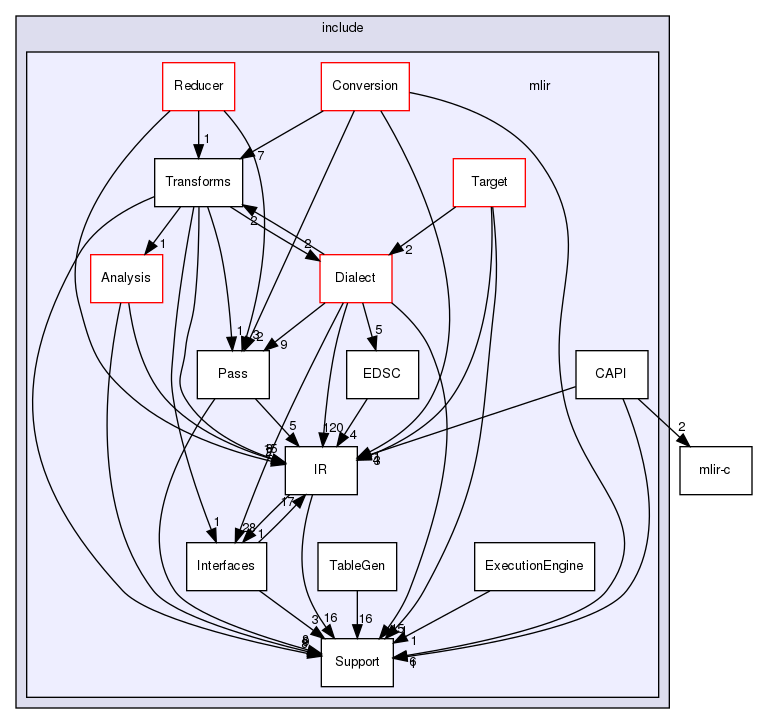 include
mlir
Reducer
Conversion
1
7
Transforms
Target
2
2
2
1
Analysis
Dialect
1
3
2
9
5
Pass
EDSC
CAPI
5
120
4
2
IR
mlir-c
1
28
17
1
Interfaces
TableGen
ExecutionEngine
3
16
16
1
Support